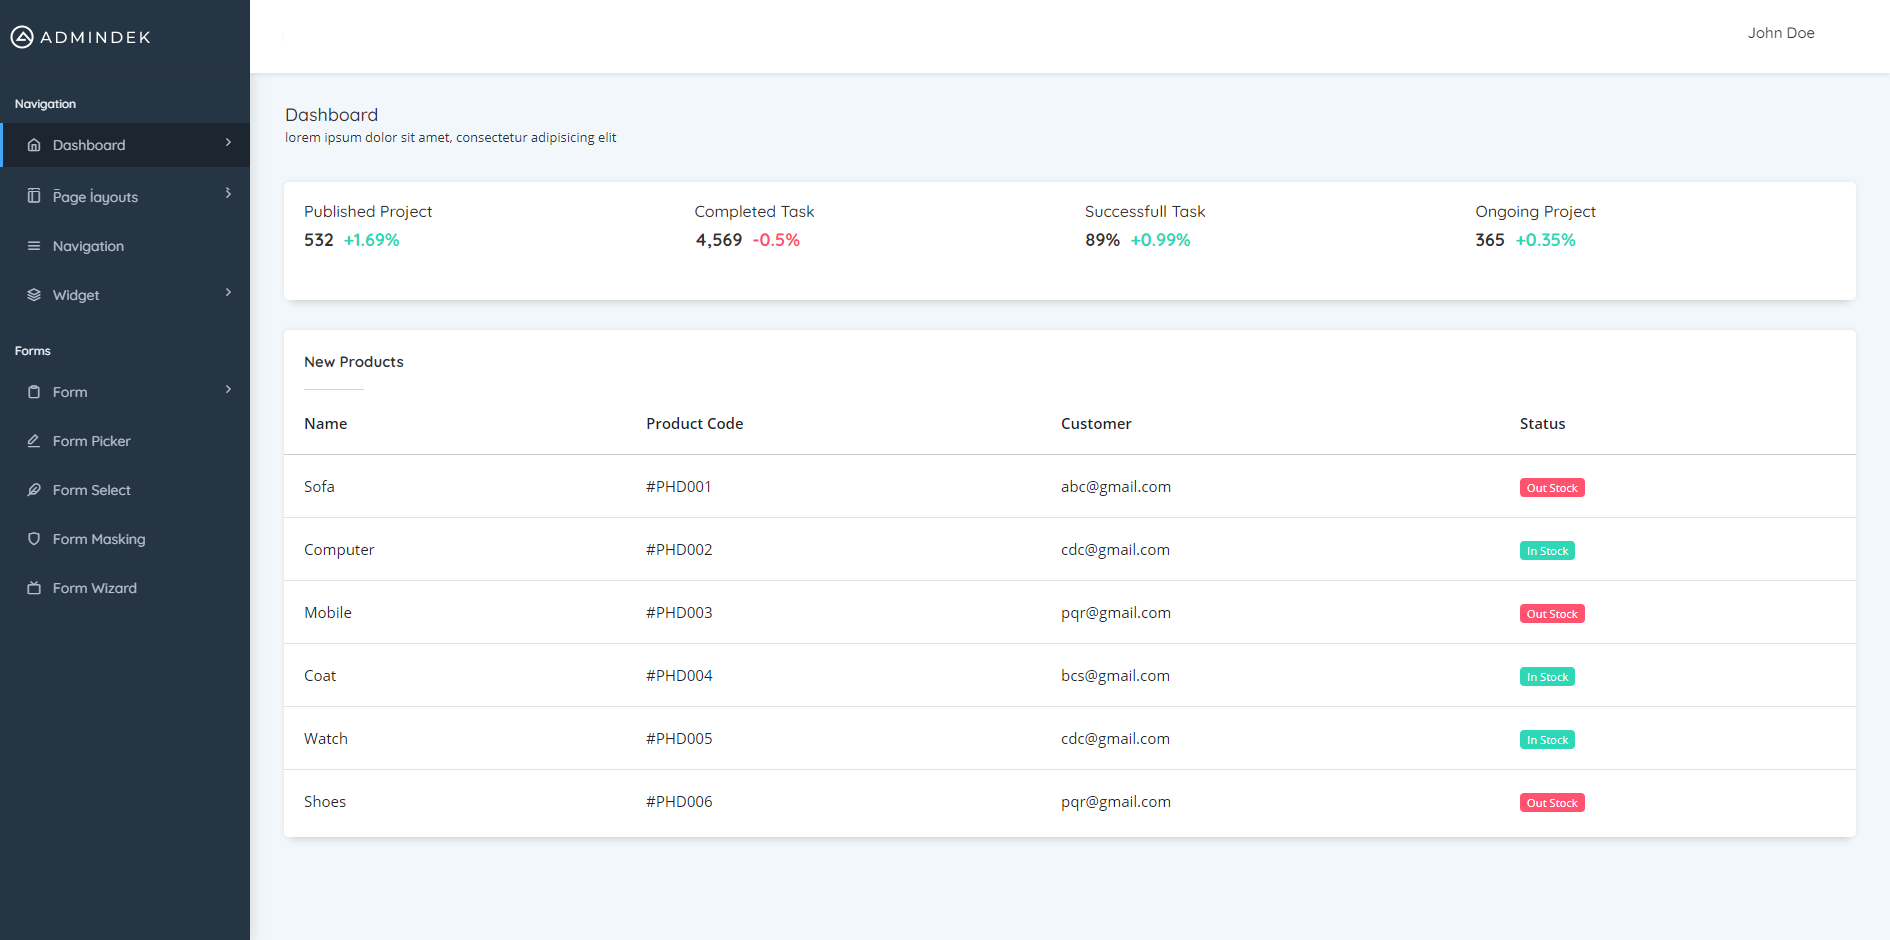 ADMINDEK
John Doe
Navigation
Dashboard
Page layouts
Navigation
Widget
Forms
Form
Form Picker
Form Select
Form Masking
Form Wizard
Dashboard
lorem ipsum dolor sit amet, consectetur adipisicing elit
Published Project Completed Task Successfull Task Ongoing Project
532 +1.69% 4,569 -0.5% 89% +0.99% 365 +0.35%
New Products
Name Product Code Customer Status
Sofa #PHD001 abc@gmail.com Out Stock
Computer #PHD002 cdc@gmail.com In Stock
Mobile #PHD003 pqr@gmail.com Out Stock
Coat #PHD004 bcs@gmail.com In Stock
Watch #PHD005 cdc@gmail.com In Stock
Shoes #PHD006 pqr@gmail.com Out Stock